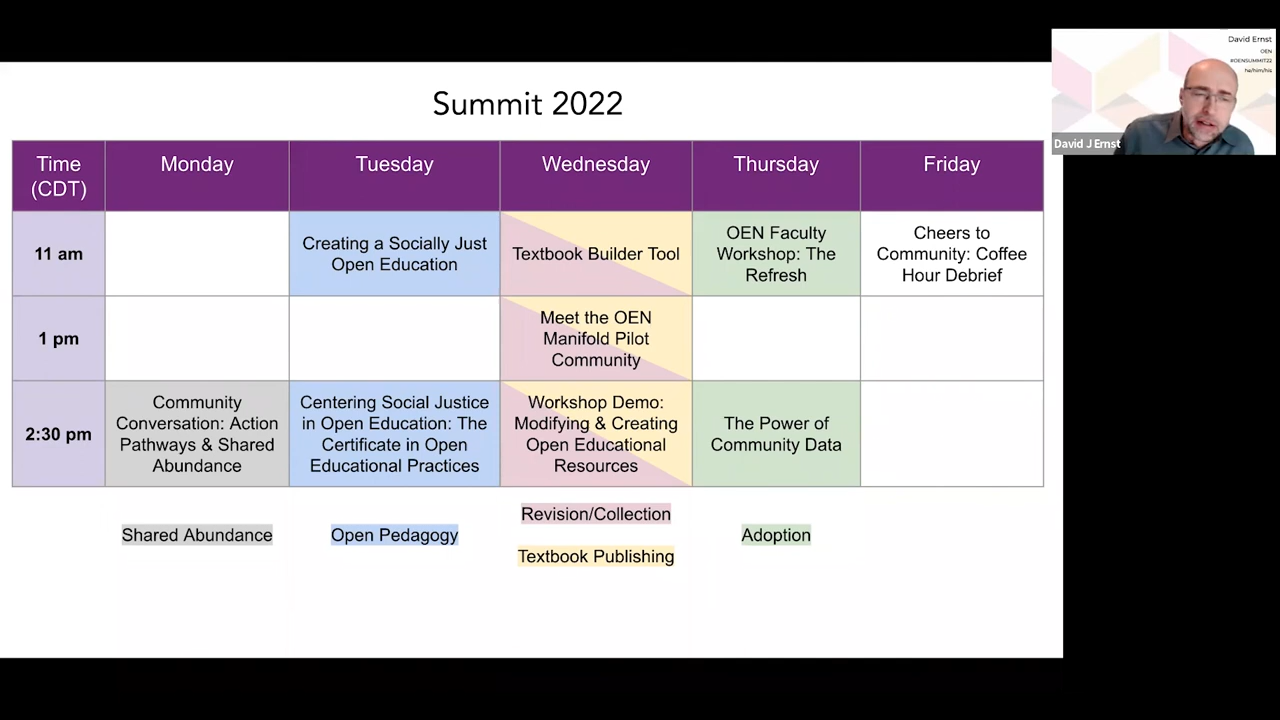 Summit 2022
Time
(CDT)
Monday
Tuesday
Wednesday
Thursday
Friday
11 am
Creating a Socially Just
Open Education
Textbook Builder Tool
OEN Faculty
Workshop: The
Refresh
Cheers to
Community: Coffee
Hour Debrief
1 pm
Meet the OEN
Manifold Pilot
Community
2:30 pm
Community
Conversation: Action
Pathways & Shared
Abundance
Centering Social Justice
in Open Education: The
Certificate in Open
Educational Practices
Workshop Demo:
Modifying & Creating
Open Educational
Resources
The Power of
Community Data
Shared Abundance
Open Pedagogy
Revision/Collection
Textbook Publishing
Adoption
David Ernst
OEN
#OENSUMMIT22
he/him/his
David J Ernst